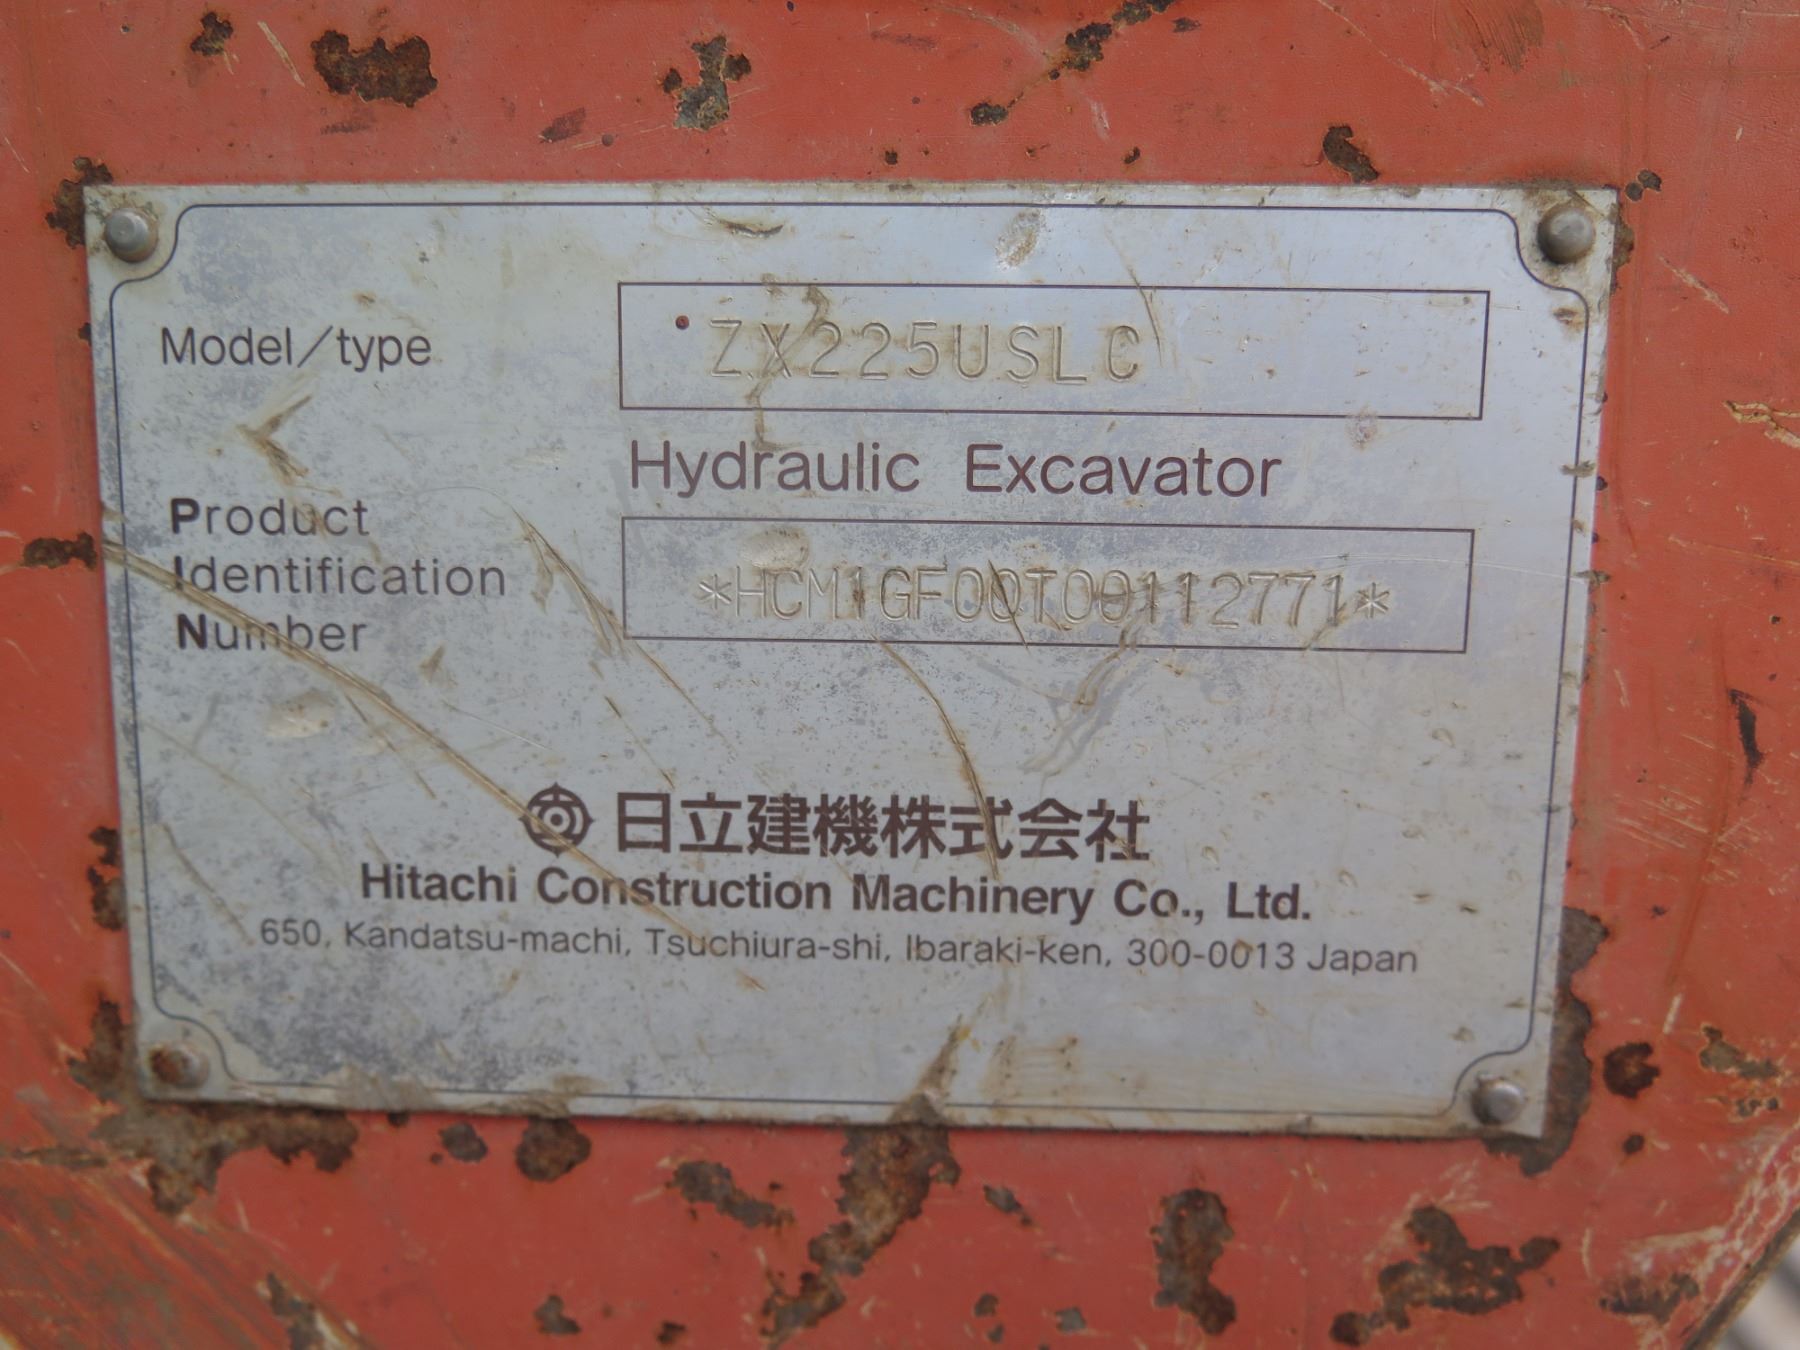 Model/type
ZX225USLC
Hydraulic Excavator
Product
Identification
Number
*HCM1GF00T00112771*
日立建機株式会社
Hitachi Construction Machinery Co., Ltd.
650, Kandatsu-machi, Tsuchiura-shi, Ibaraki-ken, 300-0013 Japan